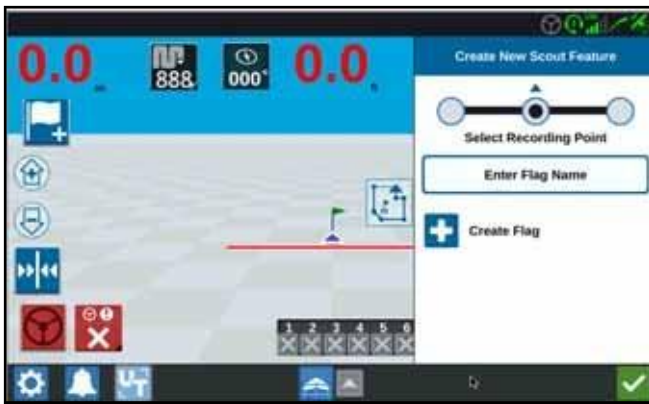 Create New Scout Feature
0.0
888
000°
0.0
Select Recording Point
Enter Flag Name
Create Flag
1 2 3 4 5 6
UT